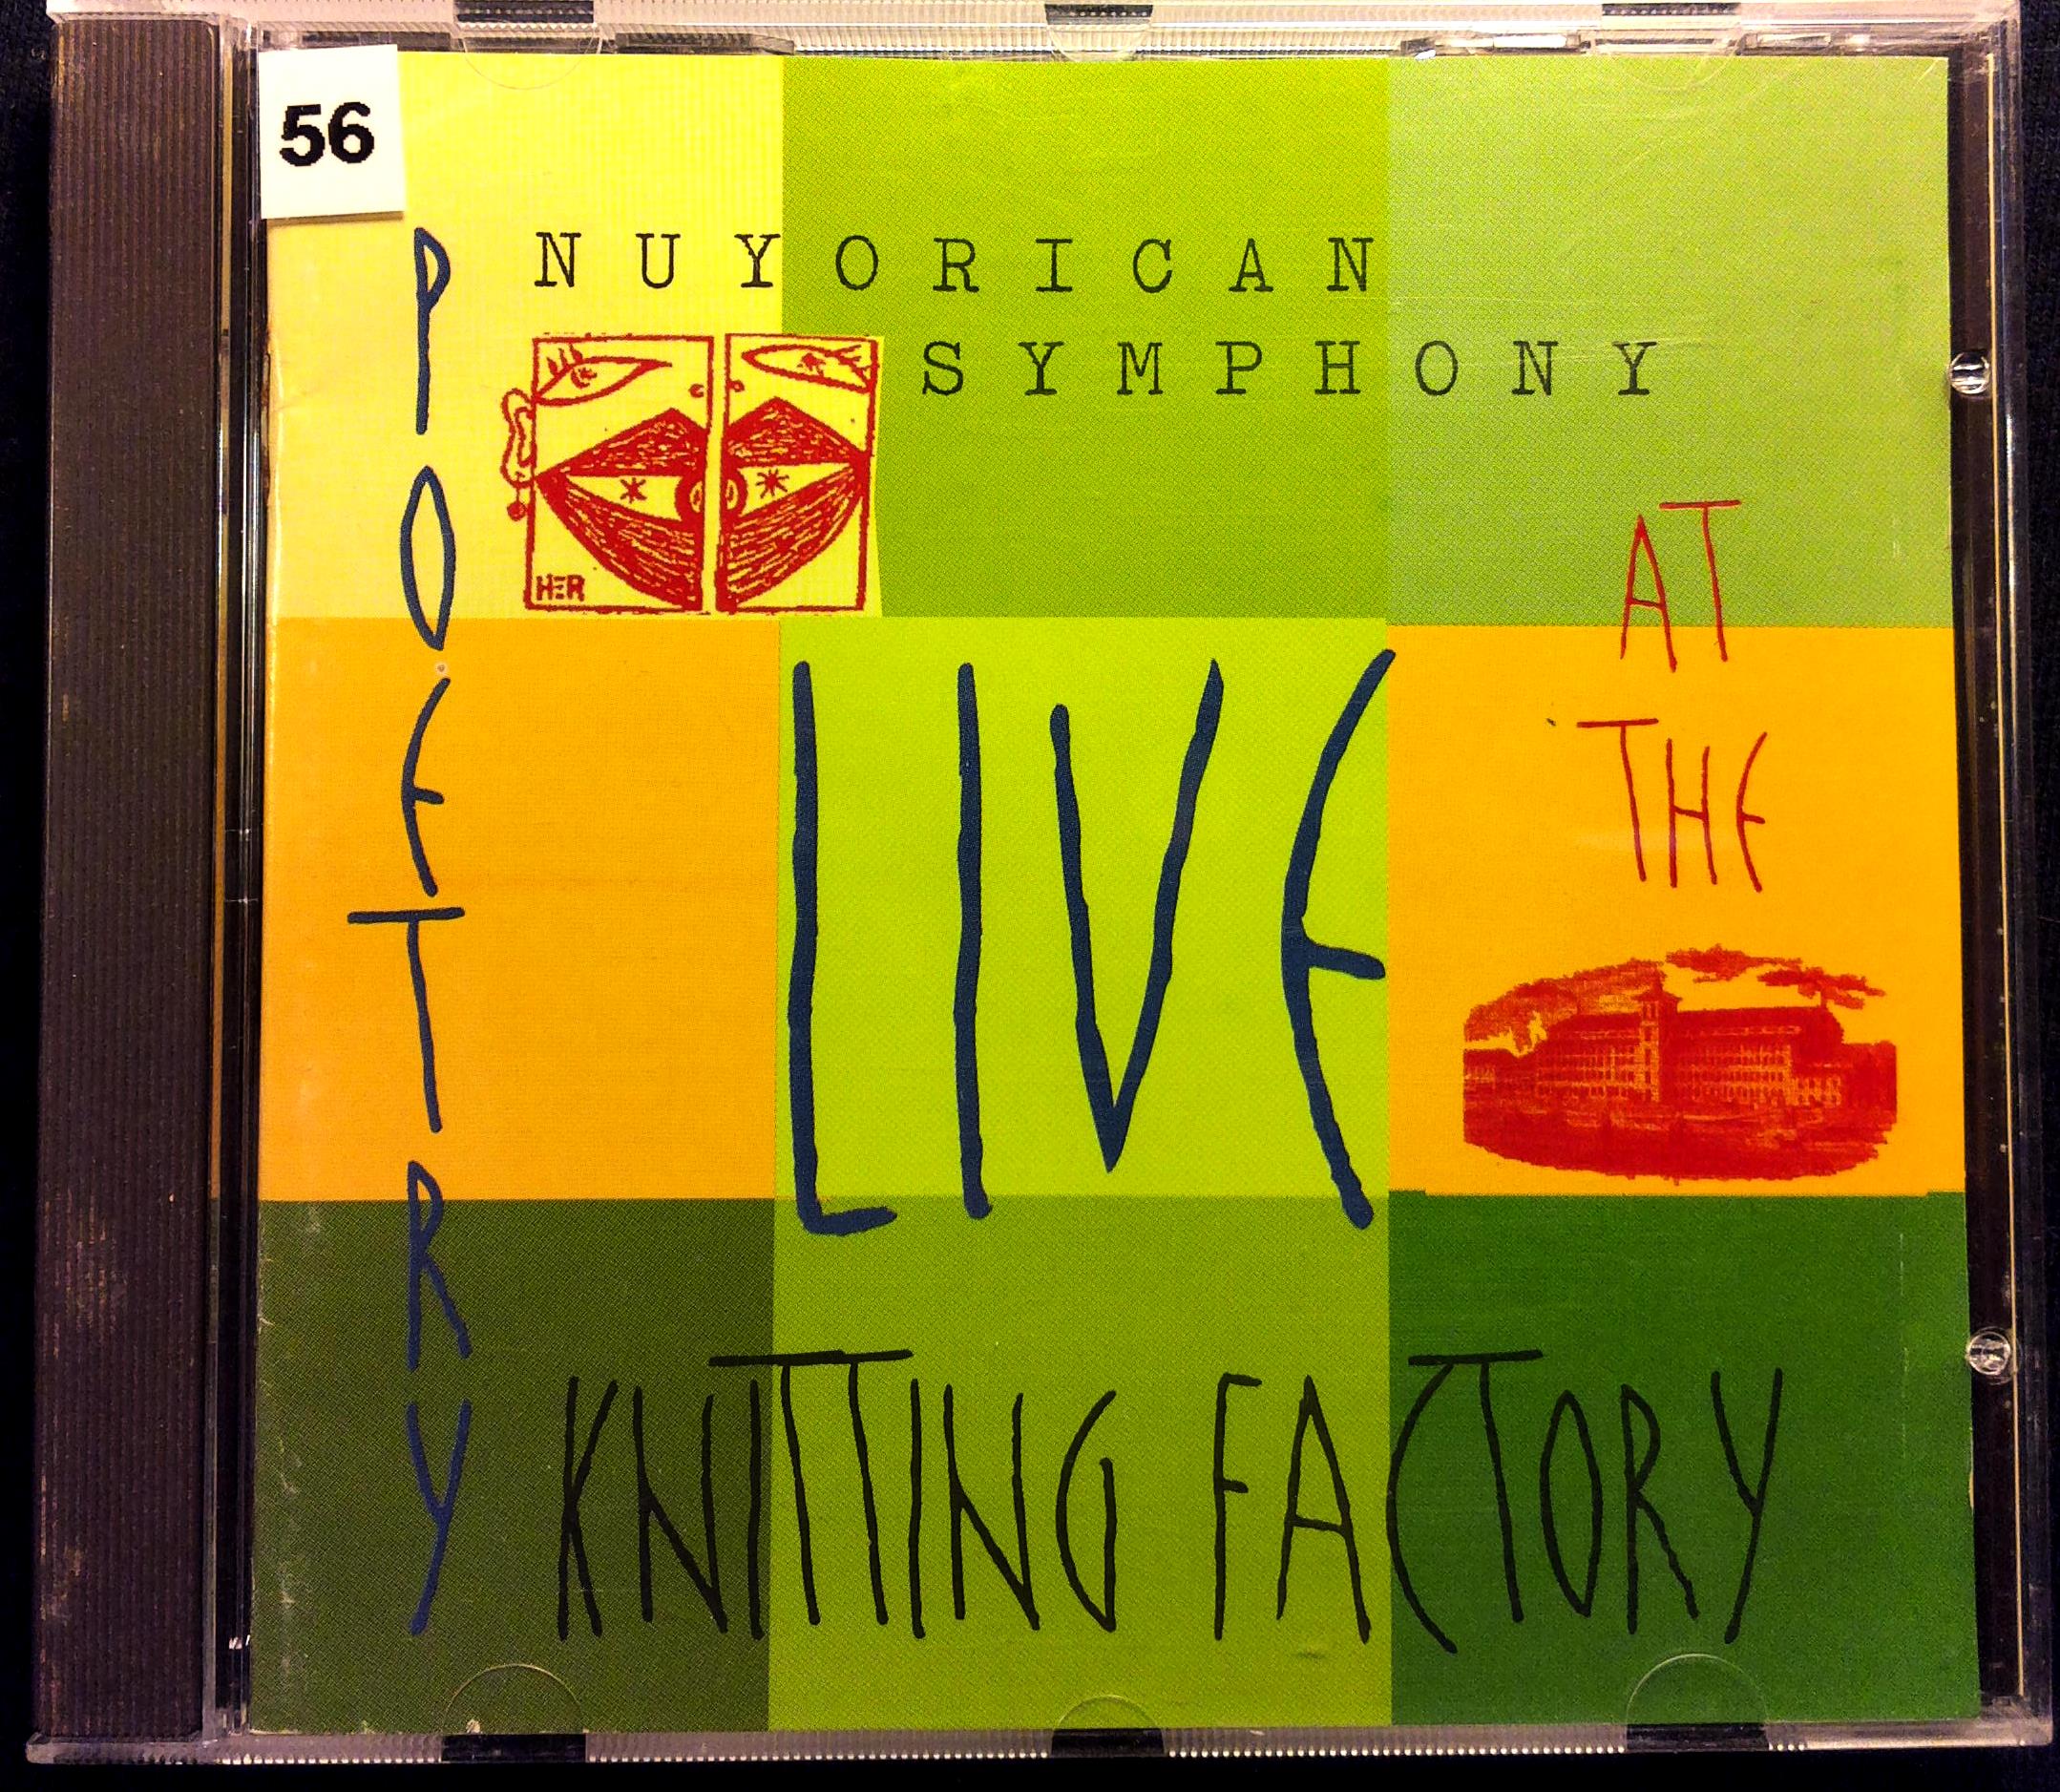 56
POETRY
NUYORICAN
SYMPHONY
HER
LIVE
AT
THE
KNITTING FACTORY